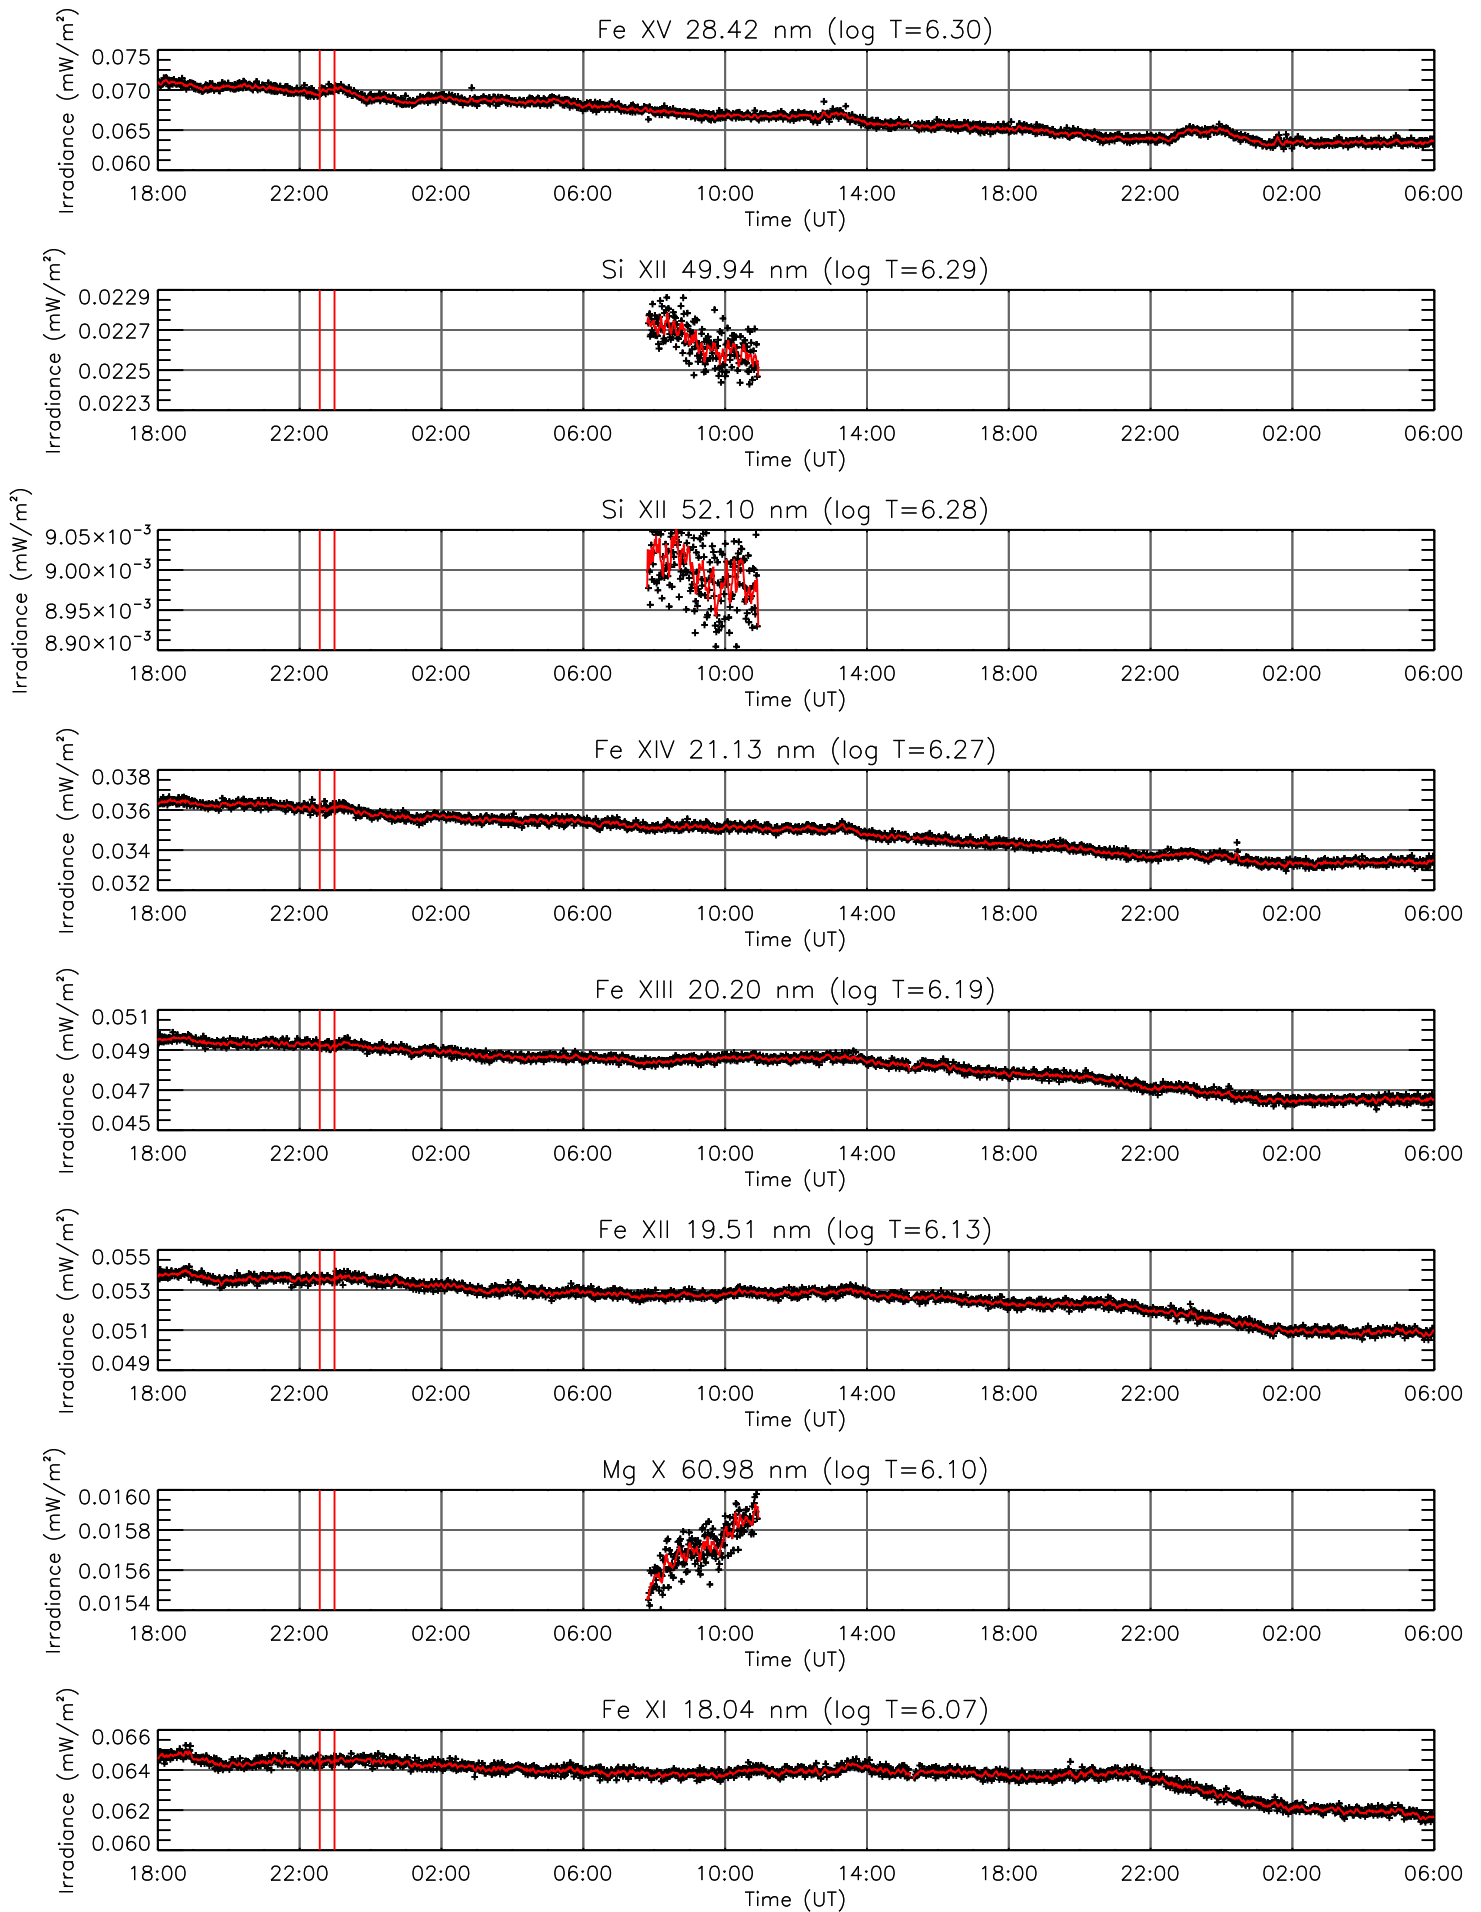 Fe XV 28.42 nm (log T=6.30)
Irradiance (mW/m²)
0.075
0.070
0.065
0.060
18:00 22:00 02:00 06:00 10:00 14:00 18:00 22:00 02:00 06:00
Time (UT)
Si XII 49.94 nm (log T=6.29)
Irradiance (mW/m²)
0.0229
0.0227
0.0225
0.0223
18:00 22:00 02:00 06:00 10:00 14:00 18:00 22:00 02:00 06:00
Time (UT)
Si XII 52.10 nm (log T=6.28)
Irradiance (mW/m²)
9.05×10⁻³
9.00×10⁻³
8.95×10⁻³
8.90×10⁻³
18:00 22:00 02:00 06:00 10:00 14:00 18:00 22:00 02:00 06:00
Time (UT)
Fe XIV 21.13 nm (log T=6.27)
Irradiance (mW/m²)
0.038
0.036
0.034
0.032
18:00 22:00 02:00 06:00 10:00 14:00 18:00 22:00 02:00 06:00
Time (UT)
Fe XIII 20.20 nm (log T=6.19)
Irradiance (mW/m²)
0.051
0.049
0.047
0.045
18:00 22:00 02:00 06:00 10:00 14:00 18:00 22:00 02:00 06:00
Time (UT)
Fe XII 19.51 nm (log T=6.13)
Irradiance (mW/m²)
0.055
0.053
0.051
0.049
18:00 22:00 02:00 06:00 10:00 14:00 18:00 22:00 02:00 06:00
Time (UT)
Mg X 60.98 nm (log T=6.10)
Irradiance (mW/m²)
0.0160
0.0158
0.0156
0.0154
18:00 22:00 02:00 06:00 10:00 14:00 18:00 22:00 02:00 06:00
Time (UT)
Fe XI 18.04 nm (log T=6.07)
Irradiance (mW/m²)
0.066
0.064
0.062
0.060
18:00 22:00 02:00 06:00 10:00 14:00 18:00 22:00 02:00 06:00
Time (UT)